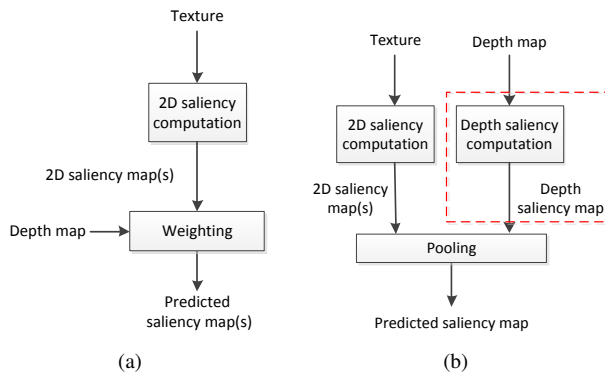 Texture
2D saliency
computation
2D saliency map(s)
Depth map
Weighting
Predicted
saliency map(s)
(a)
Texture
Depth map
2D saliency
computation
Depth saliency
computation
2D saliency
map(s)
Depth
saliency map
Pooling
Predicted saliency map
(b)